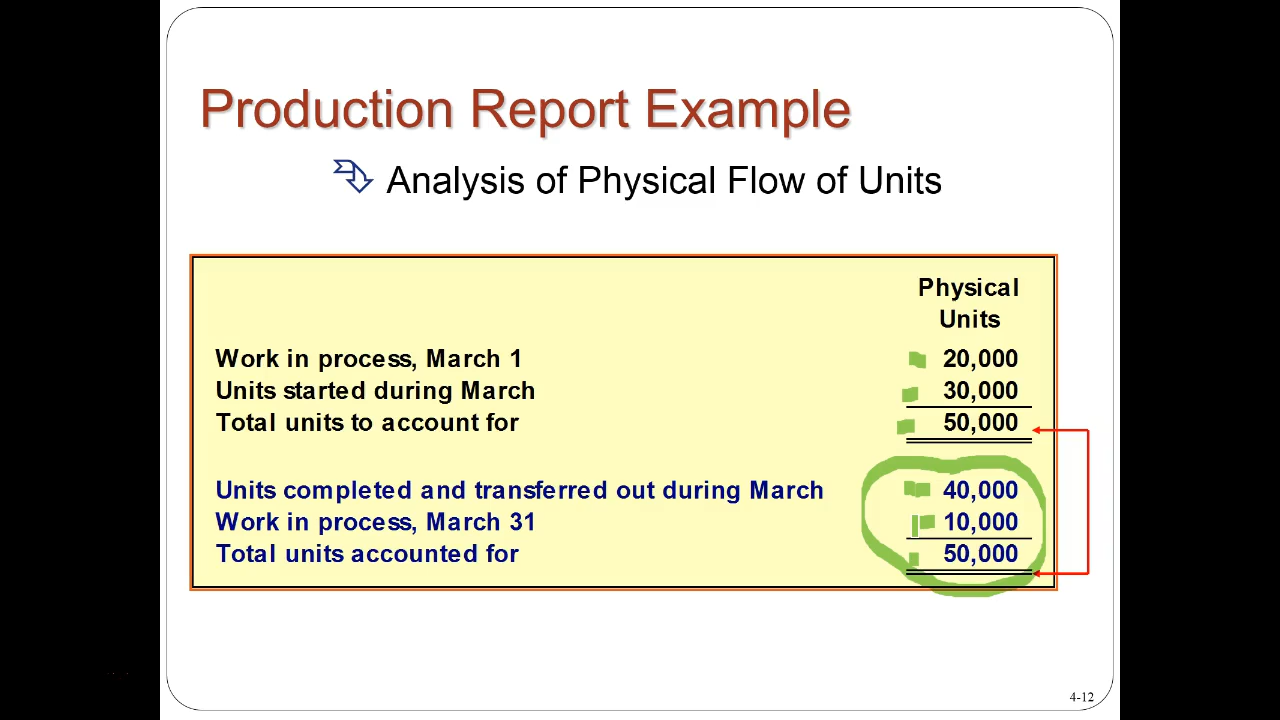 Production Report Example
Analysis of Physical Flow of Units
Physical
Units
Work in process, March 1 20,000
Units started during March 30,000
Total units to account for 50,000
Units completed and transferred out during March 40,000
Work in process, March 31 10,000
Total units accounted for 50,000
4-12